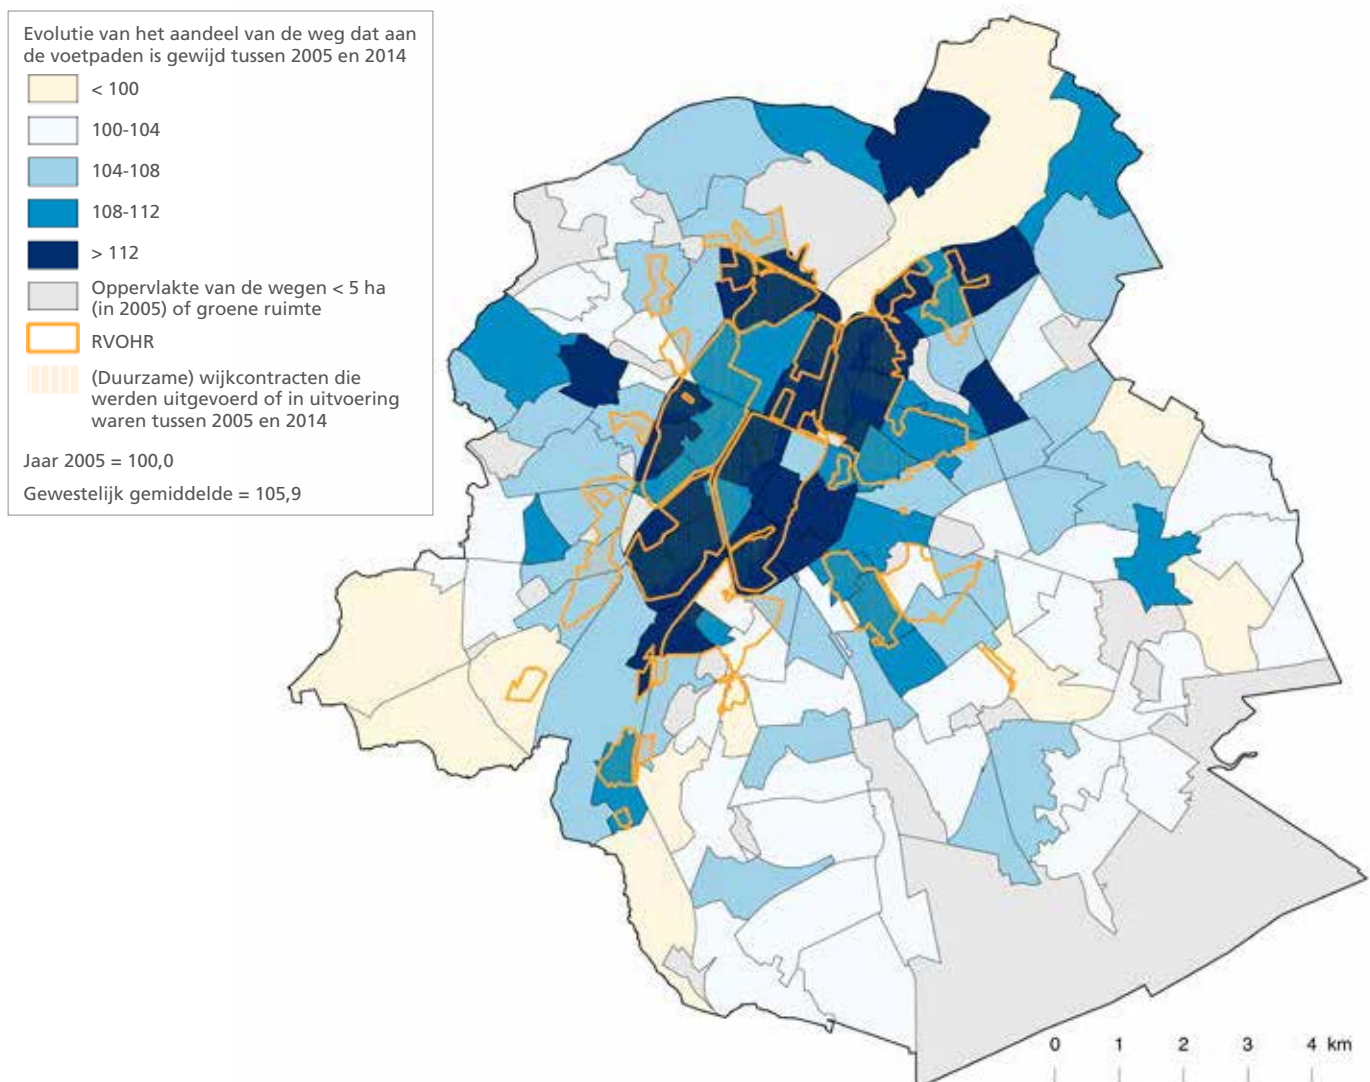 Evolutie van het aandeel van de weg dat aan
de voetpaden is gewijd tussen 2005 en 2014
< 100
100-104
104-108
108-112
> 112
Oppervlakte van de wegen < 5 ha
(in 2005) of groene ruimte
RVOHR
(Duurzame) wijkcontracten die
werden uitgevoerd of in uitvoering
waren tussen 2005 en 2014
Jaar 2005 = 100,0
Gewestelijk gemiddelde = 105,9
0 1 2 3 4 km